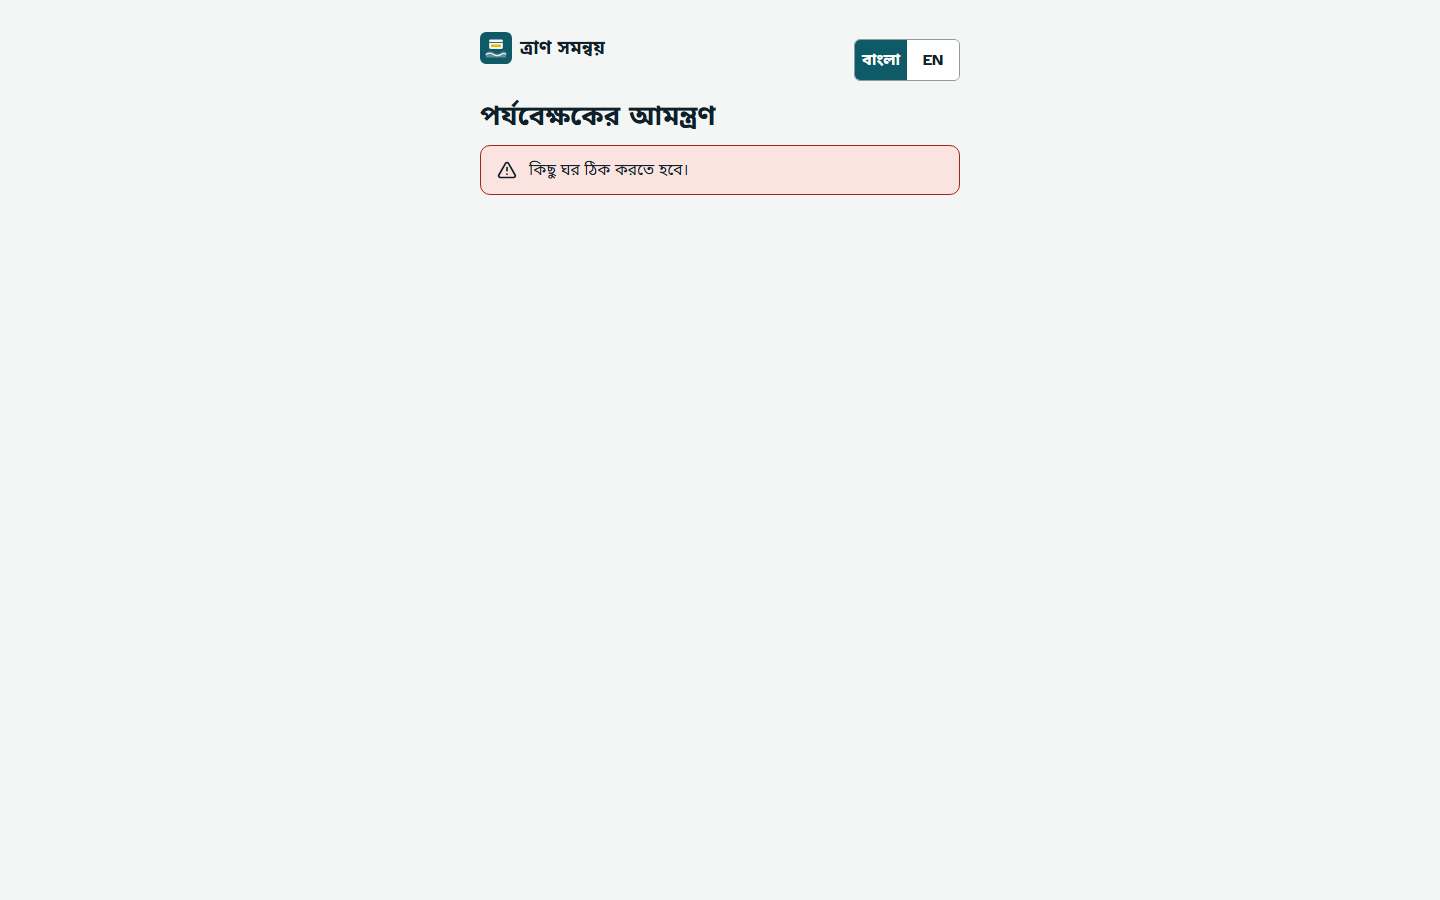 ত্রাণ সমন্বয়
বাংলা EN
পর্যবেক্ষকের আমন্ত্রণ
কিছু ঘর ঠিক করতে হবে।